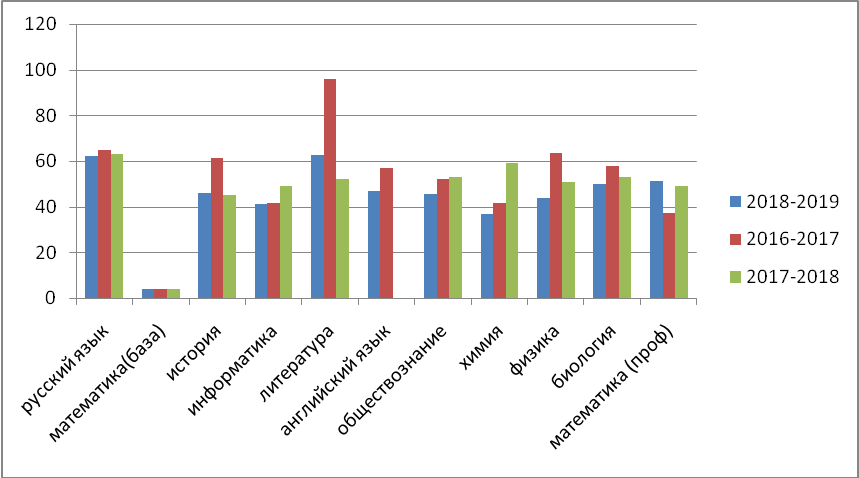 120
100
80
60
40
20
0
русский язык
математика(база)
история
информатика
литература
английский язык
обществознание
химия
физика
биология
математика (проф)
2018-2019
2016-2017
2017-2018